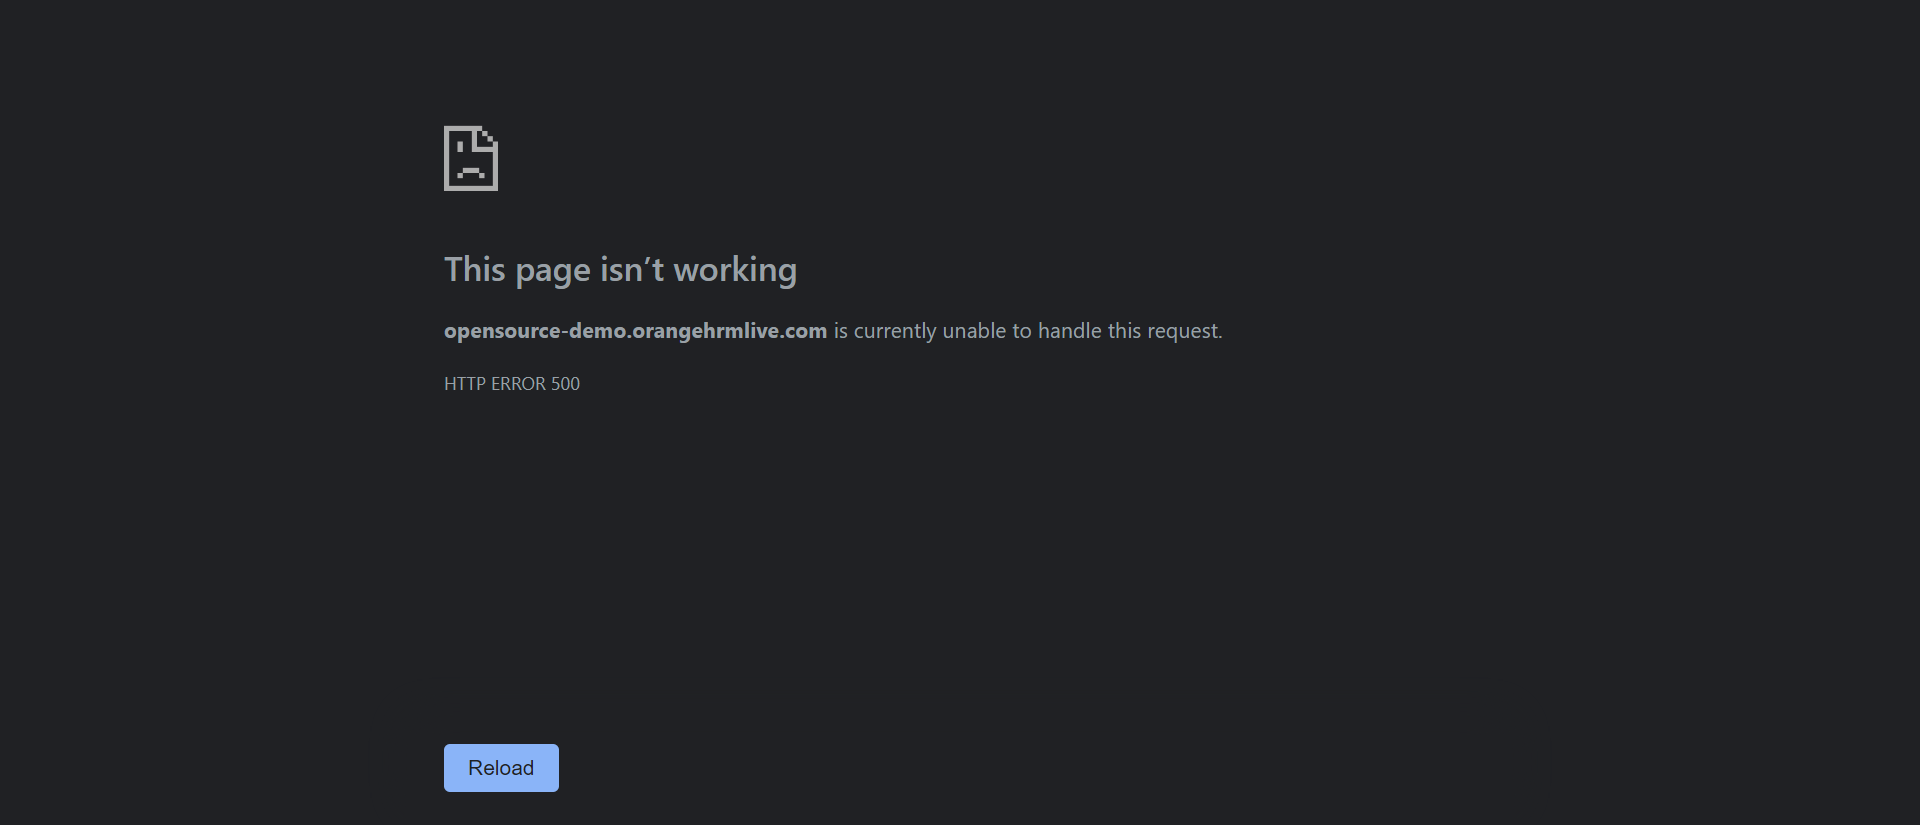 This page isn’t working
opensource-demo.orangehrmlive.com is currently unable to handle this request.
HTTP ERROR 500
Reload